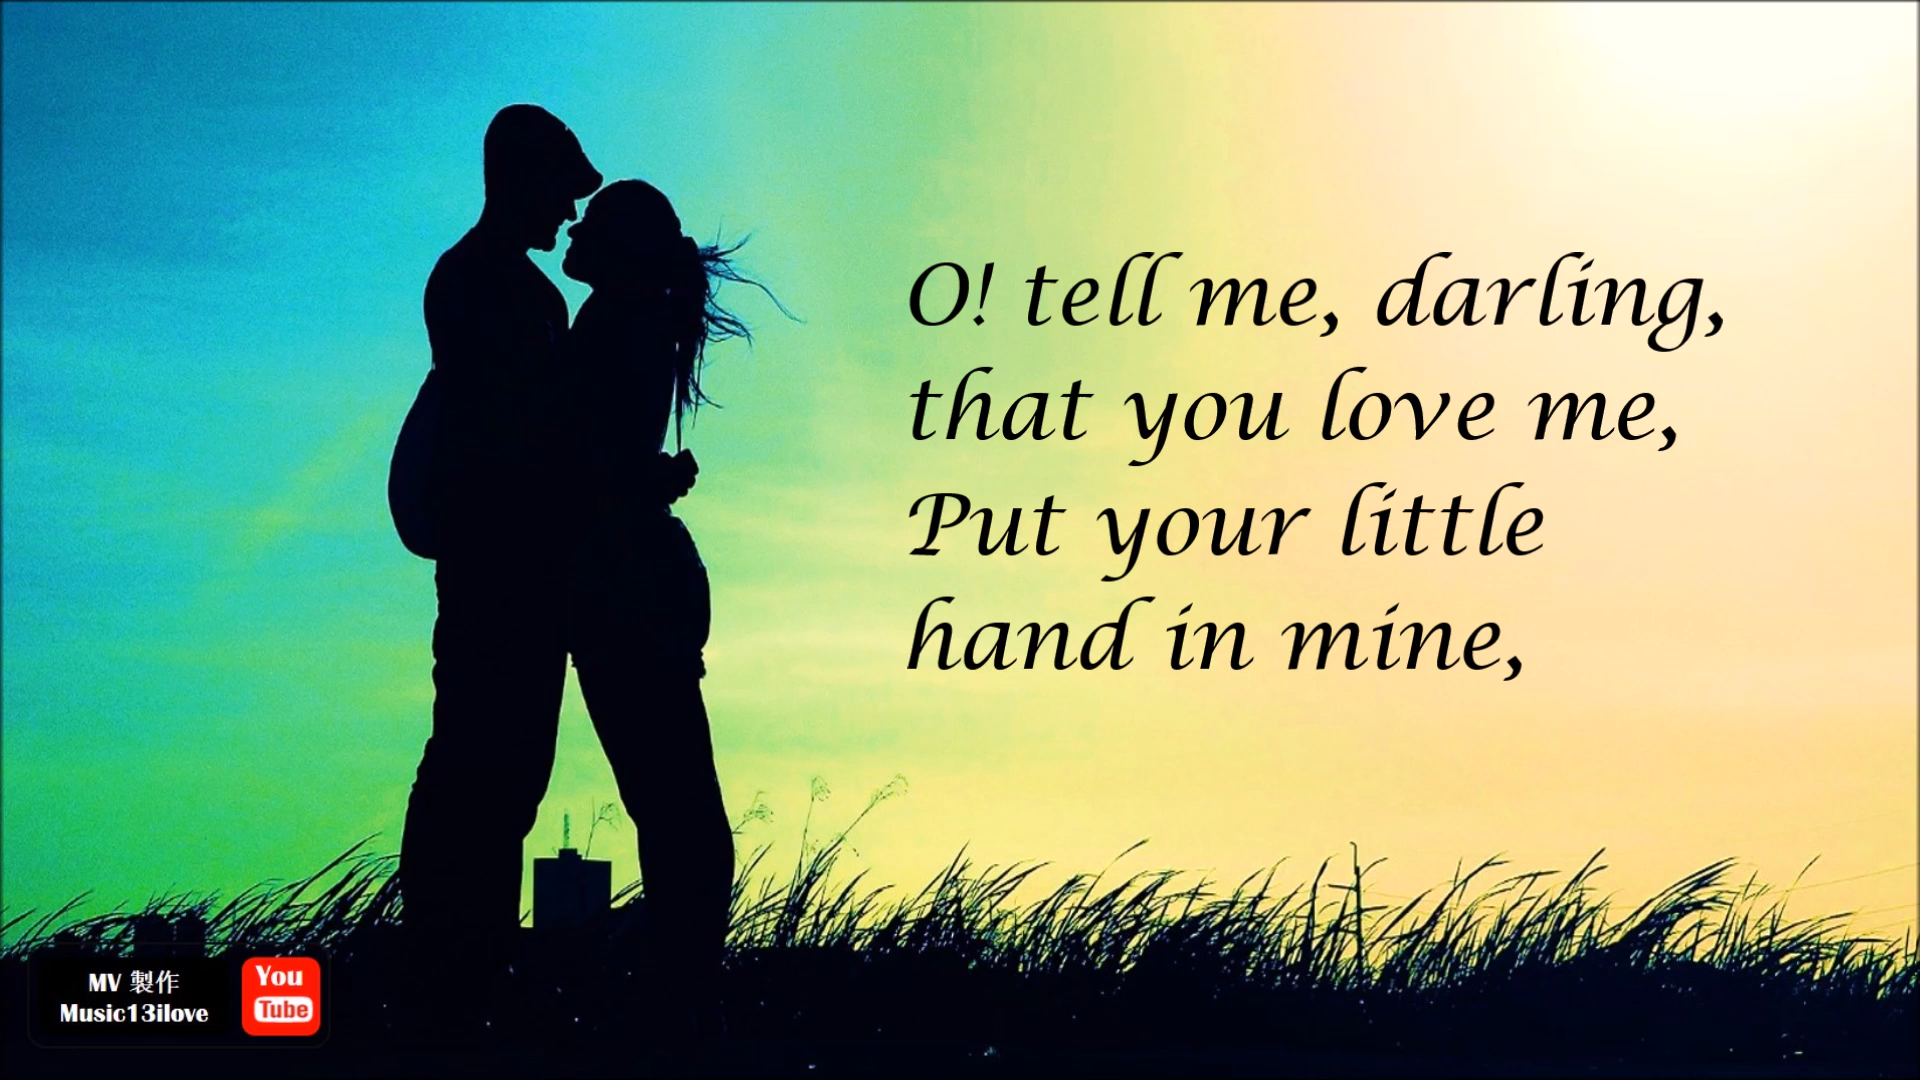 O! tell me, darling,
that you love me,
Put your little
hand in mine,
MV 製作
Music13ilove
You
Tube